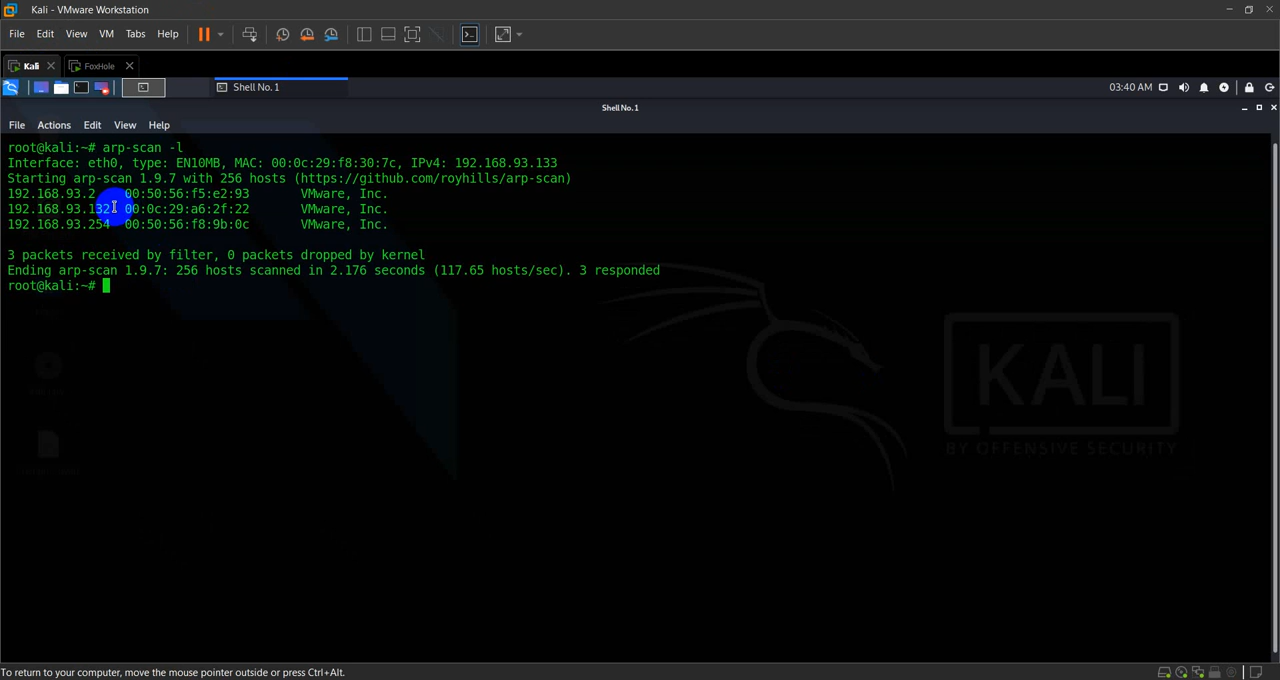 Kali - VMware Workstation
File Edit View VM Tabs Help
Kali FoxHole
Shell No. 1 03:40 AM
Shell No. 1
File Actions Edit View Help
root@kali:~# arp-scan -l
Interface: eth0, type: EN10MB, MAC: 00:0c:29:f8:30:7c, IPv4: 192.168.93.133
Starting arp-scan 1.9.7 with 256 hosts (https://github.com/royhills/arp-scan)
192.168.93.2 00:50:56:f5:e2:93 VMware, Inc.
192.168.93.132 00:0c:29:a6:2f:22 VMware, Inc.
192.168.93.254 00:50:56:f8:9b:0c VMware, Inc.
3 packets received by filter, 0 packets dropped by kernel
Ending arp-scan 1.9.7: 256 hosts scanned in 2.176 seconds (117.65 hosts/sec). 3 responded
root@kali:~#
KALI
BY OFFENSIVE SECURITY
To return to your computer, move the mouse pointer outside or press Ctrl+Alt.